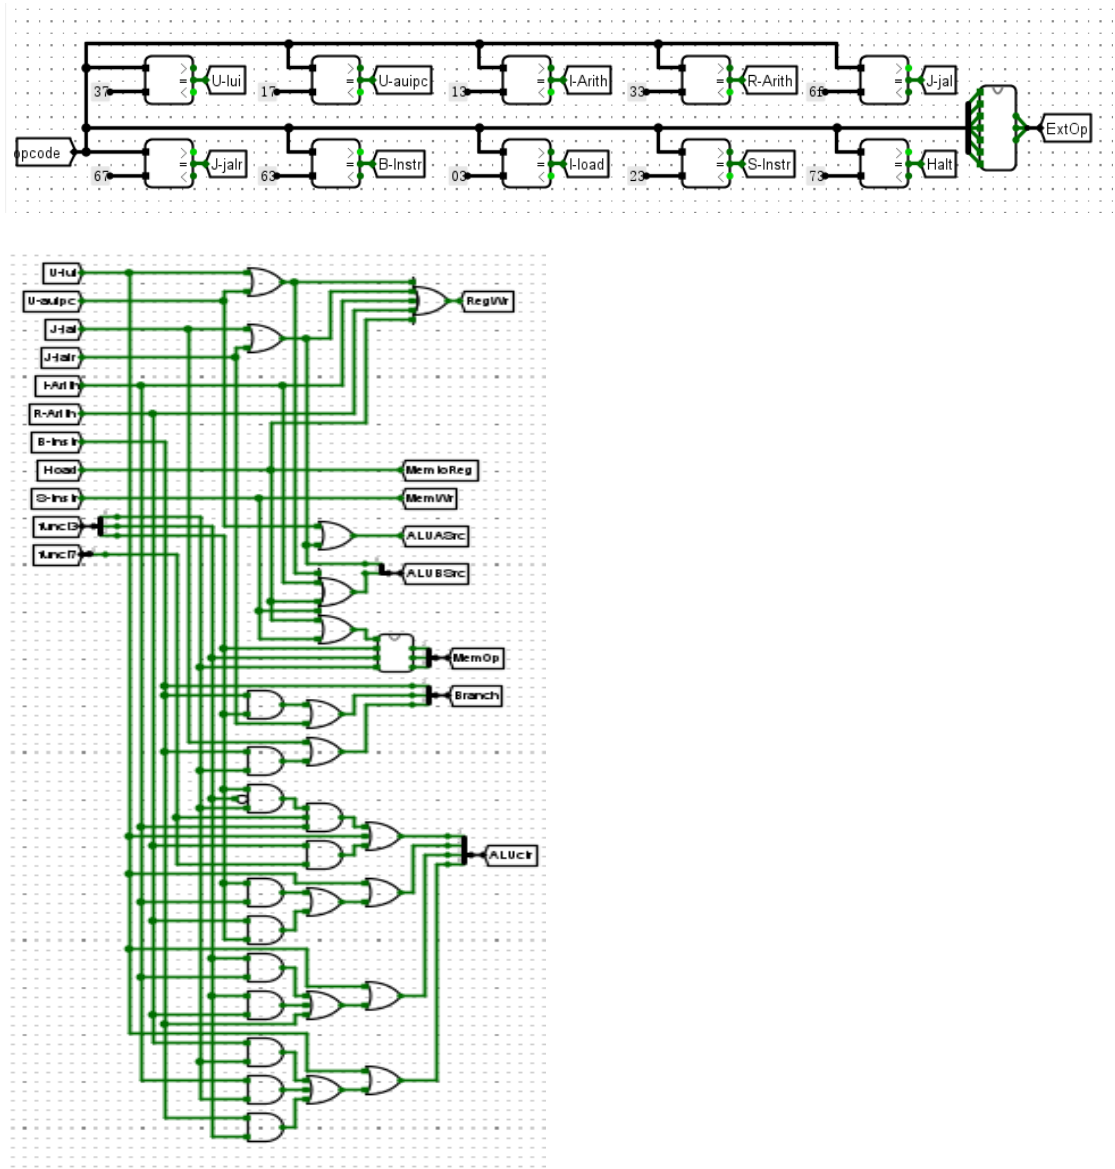 U-lui U-auipc I-Arith R-Arith J-jal
37 17 13 33 6f
opcode ExtOp
J-jalr B-Instr I-load S-Instr Halt
67 63 03 23 73
U-lui
U-auipc RegWr
J-jal
J-jalr
I-Arith
R-Arith
B-Instr
I-load MemToReg
S-Instr MemWr
funct3 ALUASrc
funct7
ALUBSrc
MemOp
Branch
ALUctr